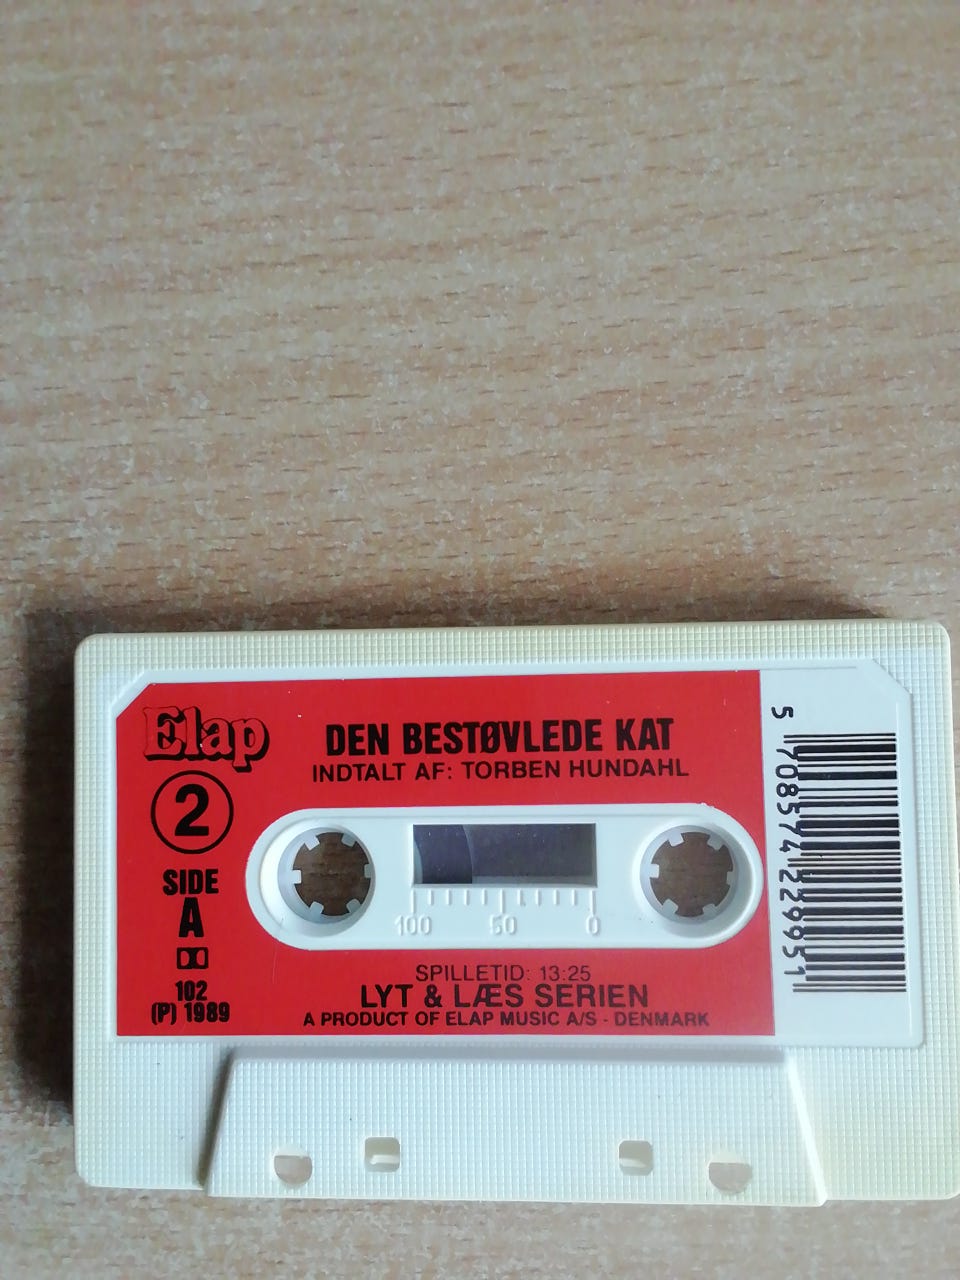 Elap
DEN BESTØVLEDE KAT
INDTALT AF: TORBEN HUNDAHL
2
SIDE
A
102
(P) 1989
100 50 0
SPILLETID: 13:25
LYT & LÆS SERIEN
A PRODUCT OF ELAP MUSIC A/S - DENMARK
5 708574 229951